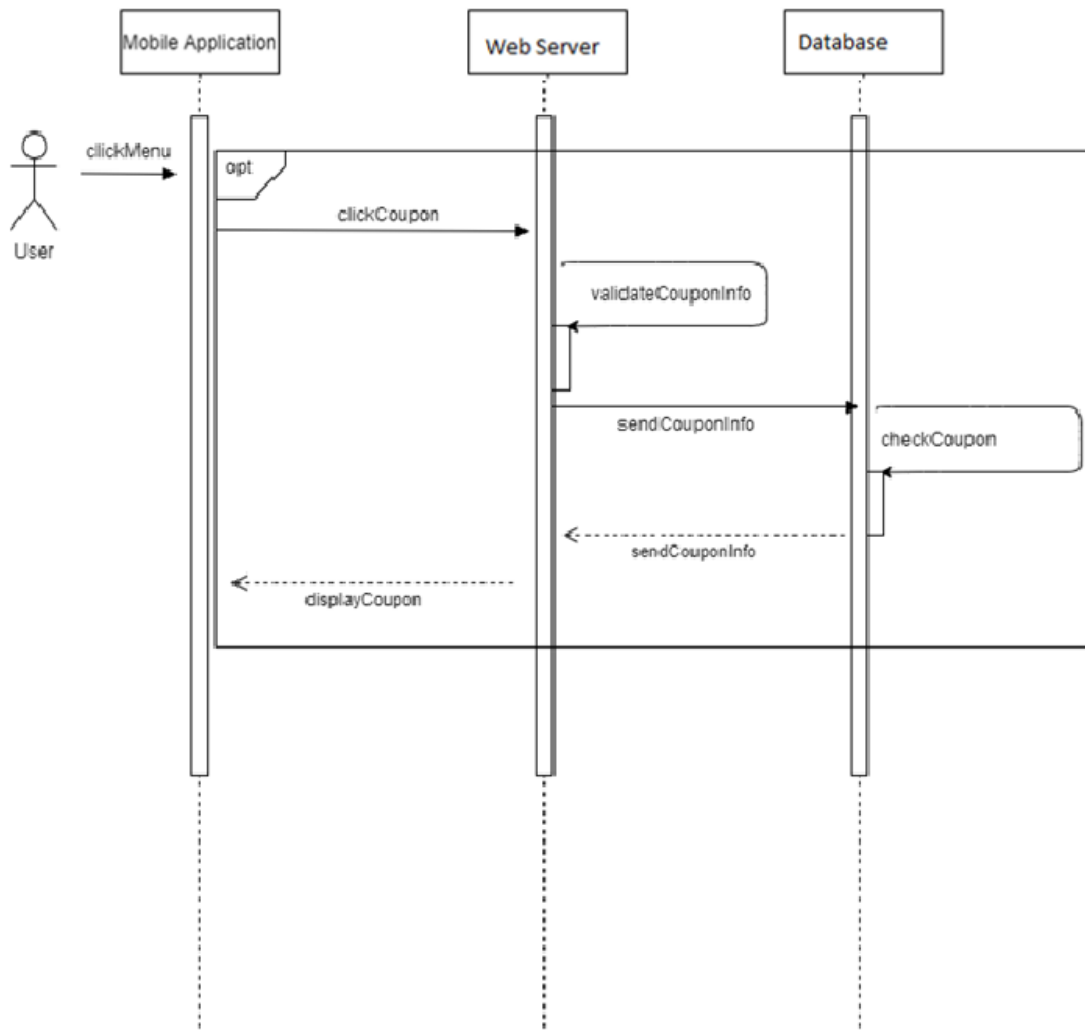 Mobile Application
Web Server
Database
clickMenu
opt
User
clickCoupon
validateCouponInfo
sendCouponInfo
checkCoupon
sendCouponInfo
displayCoupon